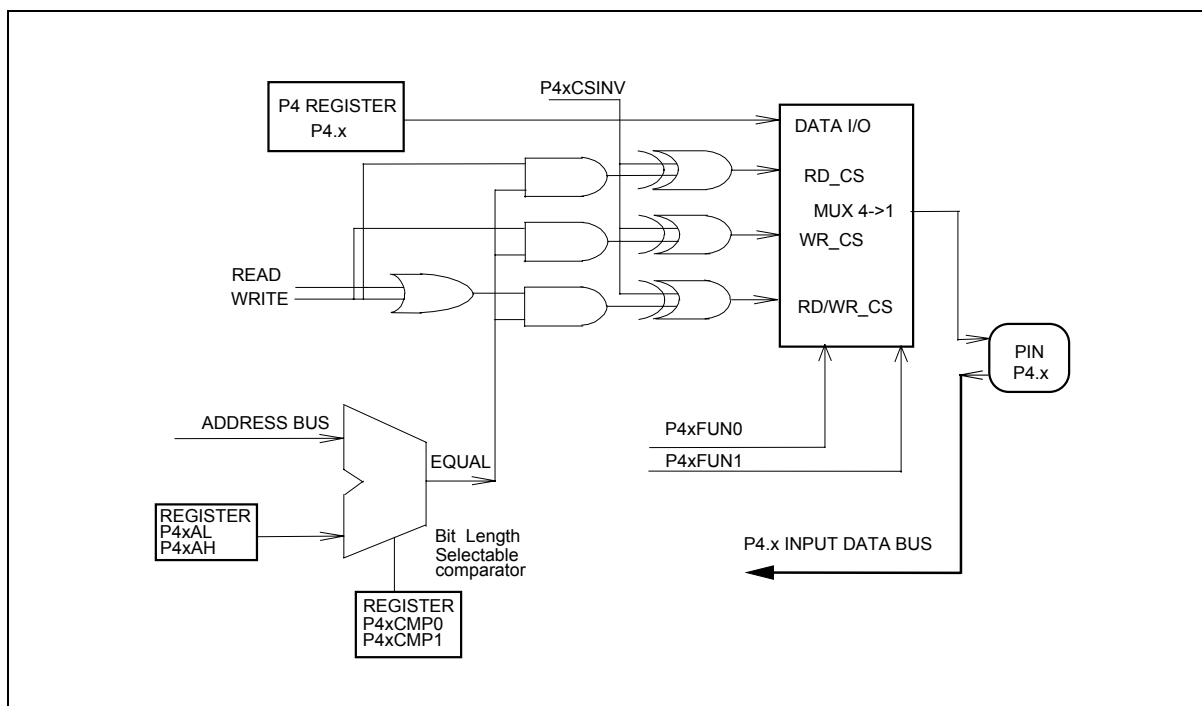 P4xCSINV
P4 REGISTER
P4.x
DATA I/O
RD_CS
MUX 4->1
WR_CS
READ
WRITE
RD/WR_CS
PIN
P4.x
ADDRESS BUS
P4xFUN0
EQUAL
P4xFUN1
REGISTER
P4xAL
P4xAH
Bit Length
Selectable
comparator
P4.x INPUT DATA BUS
REGISTER
P4xCMP0
P4xCMP1